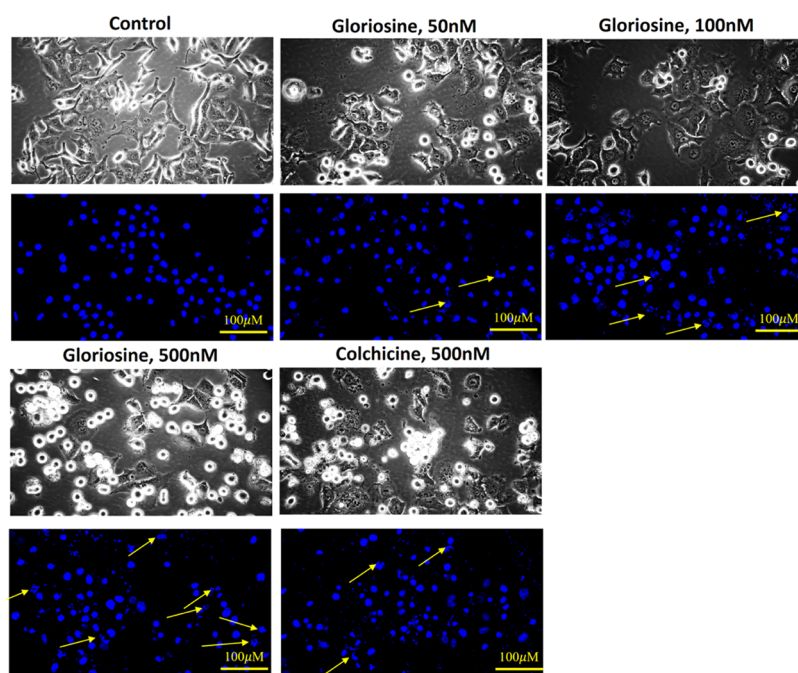 Control
Gloriosine, 50nM
Gloriosine, 100nM
100µM
100µM
100µM
Gloriosine, 500nM
Colchicine, 500nM
100µM
100µM